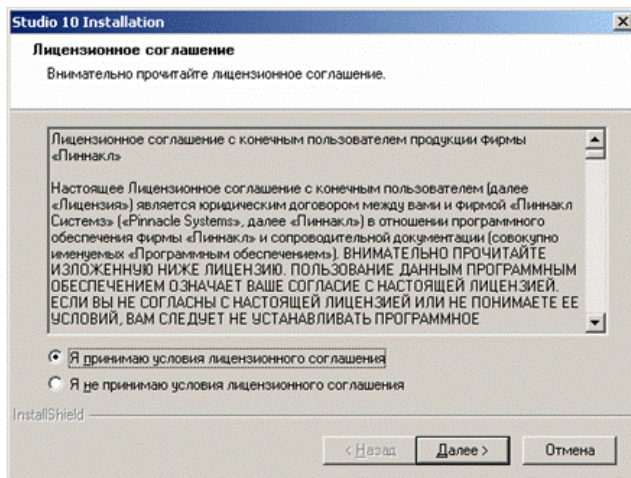 Studio 10 Installation
Лицензионное соглашение
Внимательно прочитайте лицензионное соглашение.
Лицензионное соглашение с конечным пользователем продукции фирмы
«Пиннакл»
Настоящее Лицензионное соглашение с конечным пользователем (далее
«Лицензия») является юридическим договором между вами и фирмой «Пиннакл
Системз» («Pinnacle Systems», далее «Пиннакл») в отношении программного
обеспечения фирмы «Пиннакл» и сопроводительной документации (совокупно
именуемых «Программным обеспечением»). ВНИМАТЕЛЬНО ПРОЧИТАЙТЕ
ИЗЛОЖЕННУЮ НИЖЕ ЛИЦЕНЗИЮ. ПОЛЬЗОВАНИЕ ДАННЫМ ПРОГРАММНЫМ
ОБЕСПЕЧЕНИЕМ ОЗНАЧАЕТ ВАШЕ СОГЛАСИЕ С НАСТОЯЩЕЙ ЛИЦЕНЗИЕЙ.
ЕСЛИ ВЫ НЕ СОГЛАСНЫ С НАСТОЯЩЕЙ ЛИЦЕНЗИЕЙ ИЛИ НЕ ПОНИМАЕТЕ ЕЕ
УСЛОВИЙ, ВАМ СЛЕДУЕТ НЕ УСТАНАВЛИВАТЬ ПРОГРАММНОЕ
Я принимаю условия лицензионного соглашения
Я не принимаю условия лицензионного соглашения
InstallShield
< Назад Далее > Отмена